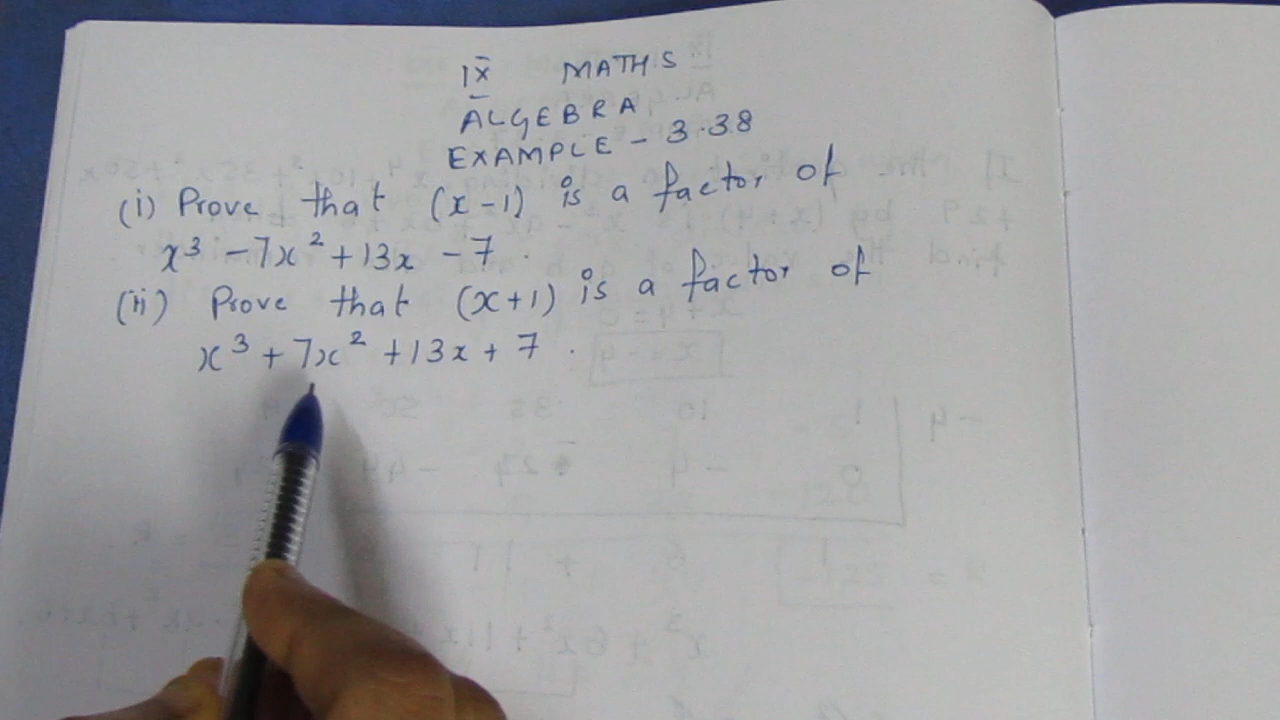 IX MATHS
ALGEBRA
EXAMPLE - 3.38
(i) Prove that (x-1) is a factor of
x³ - 7x² + 13x - 7.
(ii) Prove that (x+1) is a factor of
x³ + 7x² + 13x + 7.